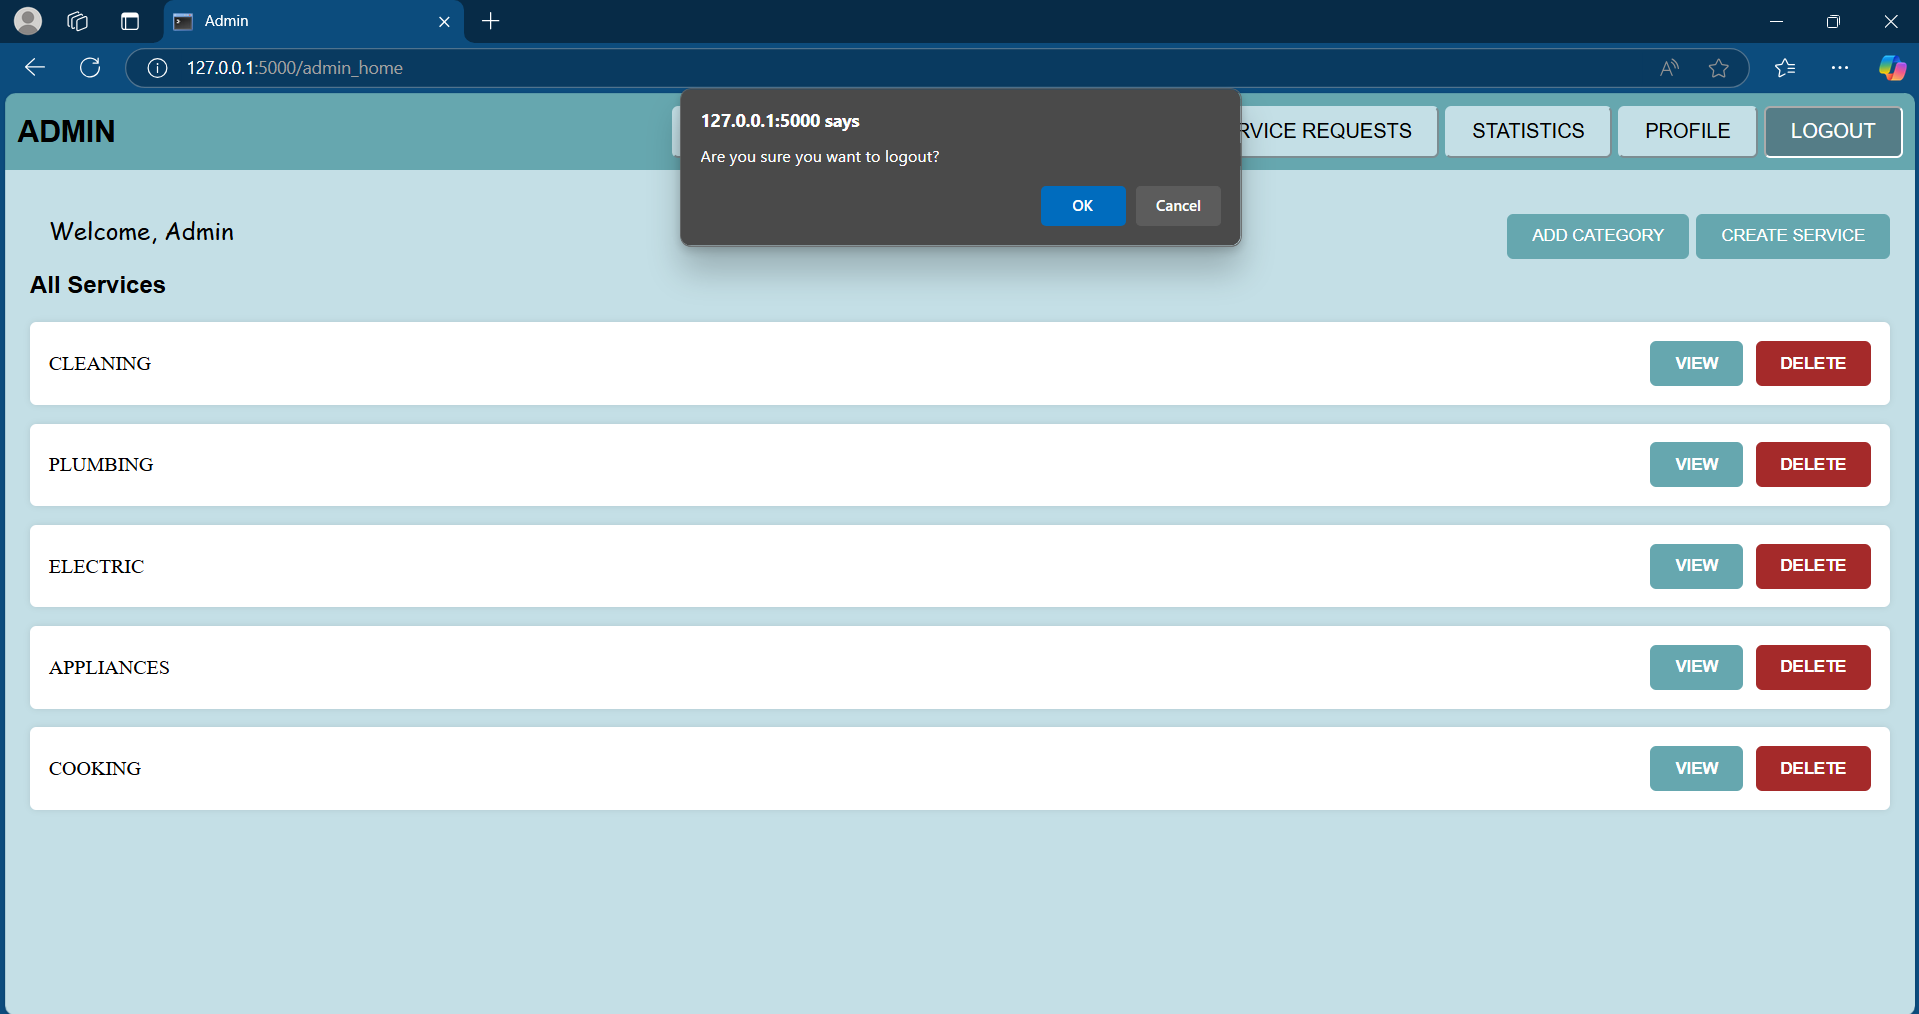 Admin
127.0.0.1:5000/admin_home
ADMIN
127.0.0.1:5000 says
Are you sure you want to logout?
OK
Cancel
RVICE REQUESTS
STATISTICS
PROFILE
LOGOUT
Welcome, Admin
ADD CATEGORY
CREATE SERVICE
All Services
CLEANING
VIEW
DELETE
PLUMBING
VIEW
DELETE
ELECTRIC
VIEW
DELETE
APPLIANCES
VIEW
DELETE
COOKING
VIEW
DELETE